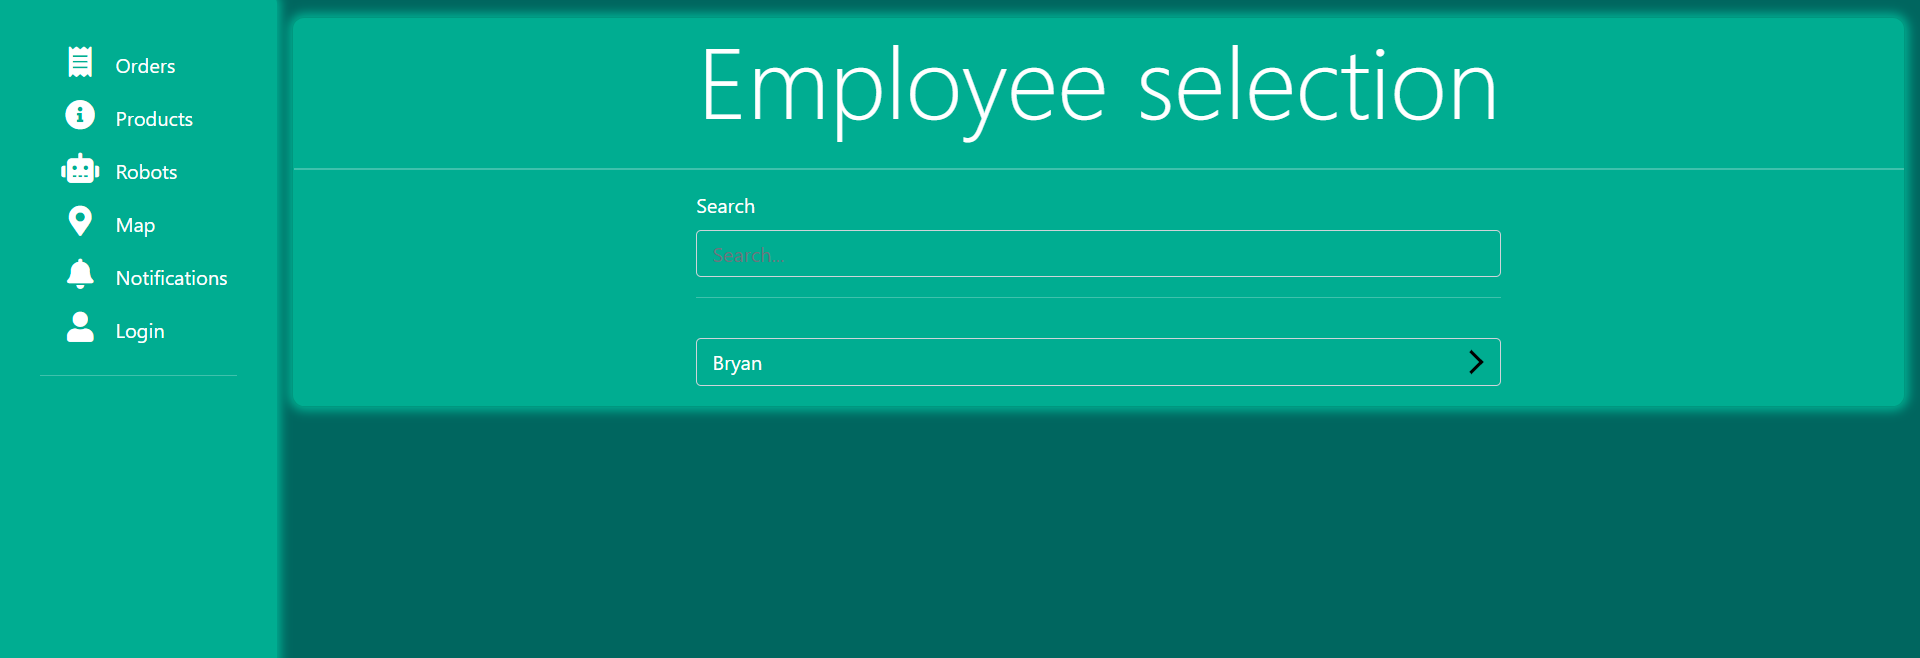 Orders
Products
Robots
Map
Notifications
Login
Employee selection
Search
Search...
Bryan